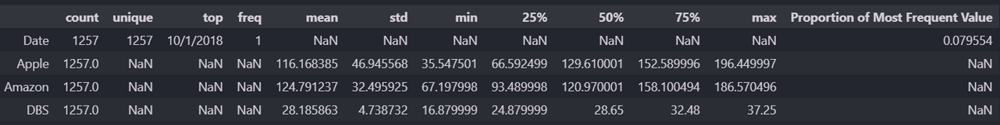 count unique top freq mean std min 25% 50% 75% max Proportion of Most Frequent Value
Date 1257 1257 10/1/2018 1 NaN NaN NaN NaN NaN NaN NaN 0.079554
Apple 1257.0 NaN NaN NaN 116.168385 46.945568 35.547501 66.592499 129.610001 152.589996 196.449997 NaN
Amazon 1257.0 NaN NaN NaN 124.791237 32.495925 67.197998 93.489998 120.970001 158.100494 186.570496 NaN
DBS 1257.0 NaN NaN NaN 28.185863 4.738732 16.879999 24.879999 28.65 32.48 37.25 NaN